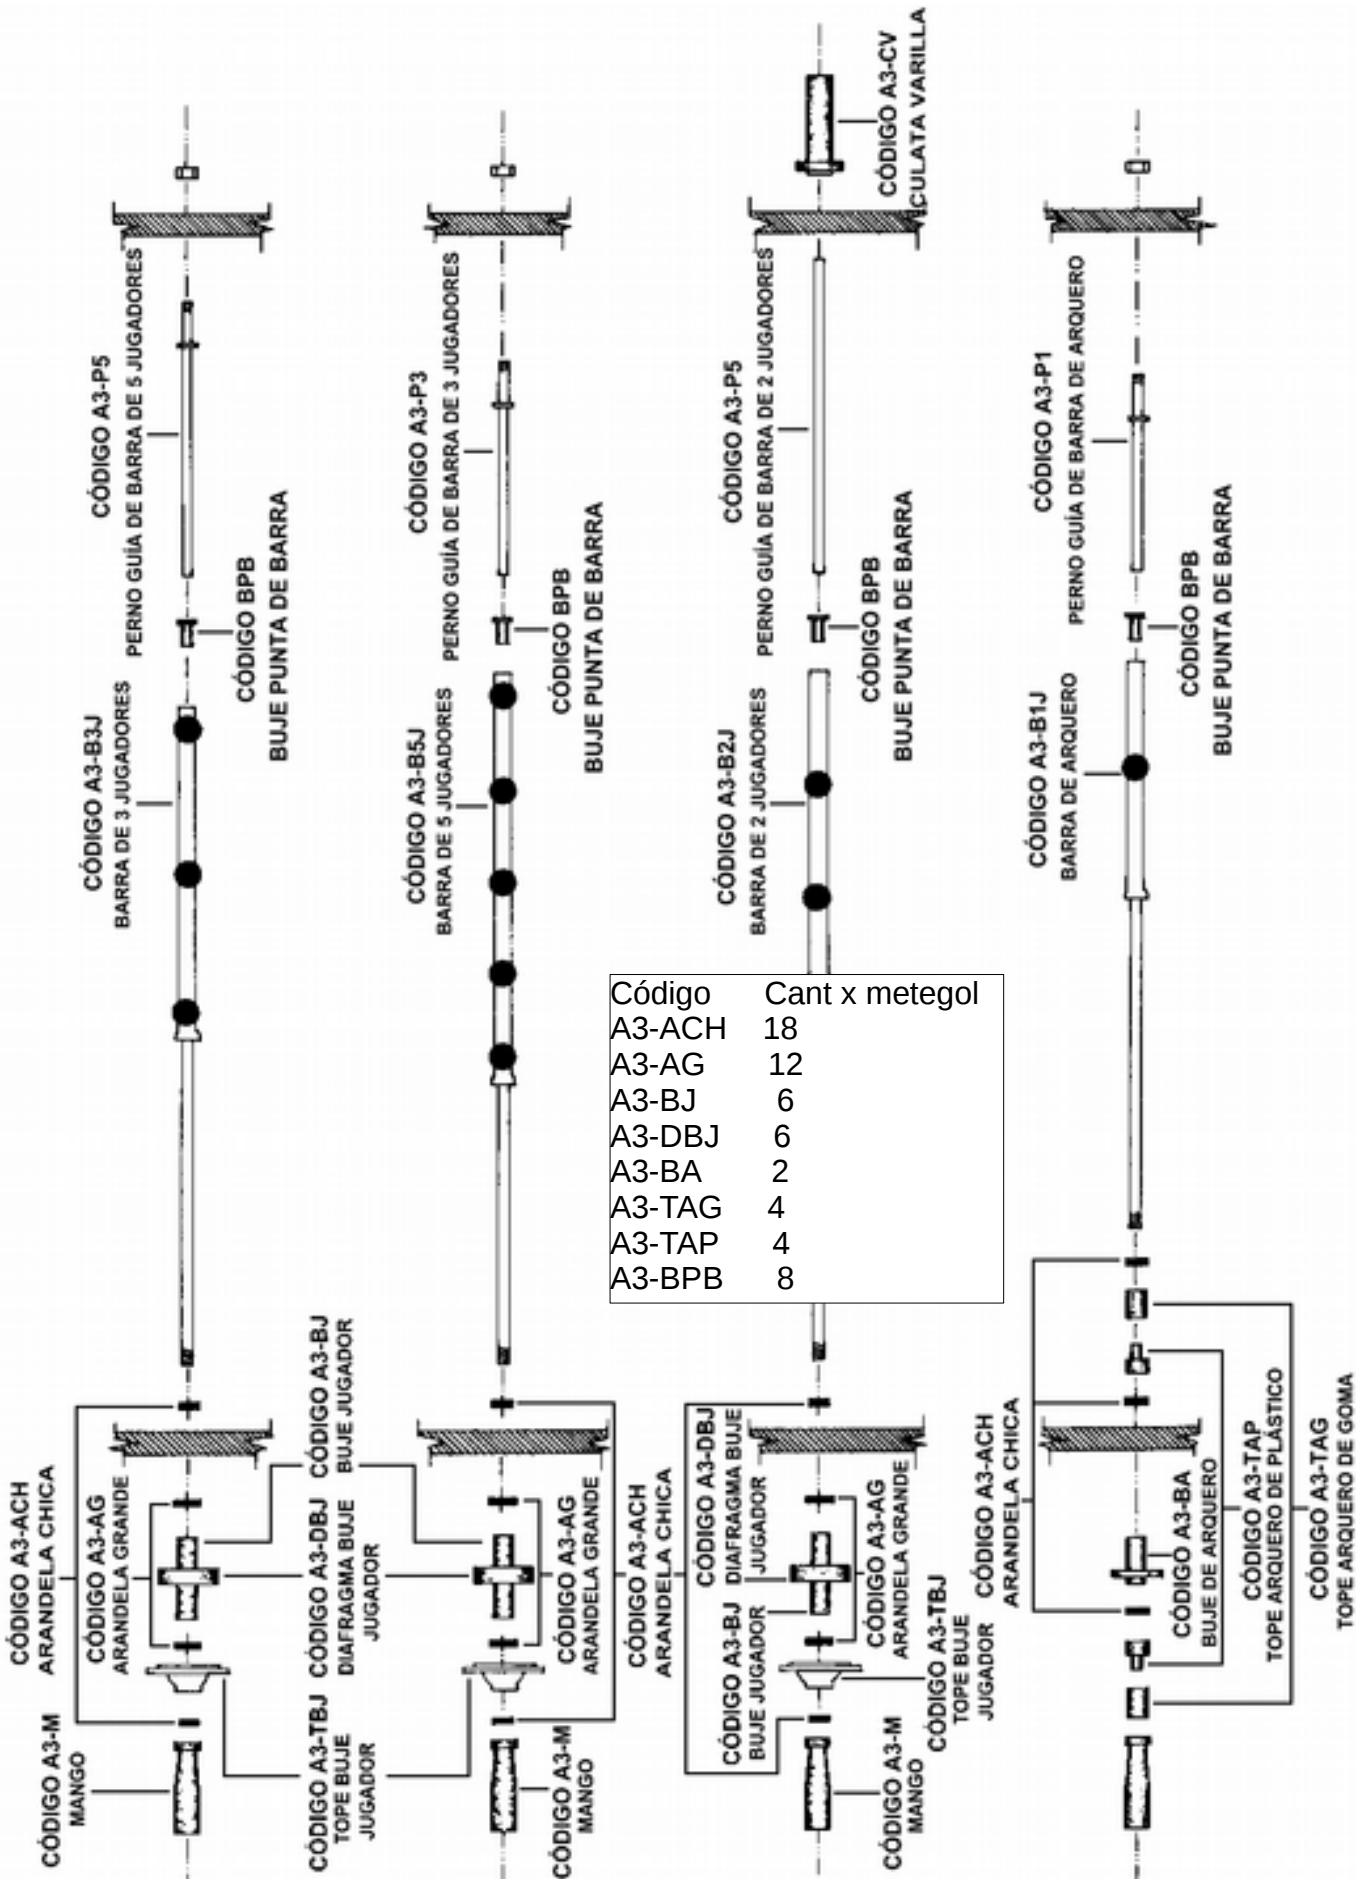 CÓDIGO A3-CV
CULATA VARILLA
CÓDIGO A3-P5
PERNO GUÍA DE BARRA DE 5 JUGADORES
CÓDIGO A3-P3
PERNO GUÍA DE BARRA DE 3 JUGADORES
CÓDIGO A3-P5
PERNO GUÍA DE BARRA DE 2 JUGADORES
CÓDIGO A3-P1
PERNO GUÍA DE BARRA DE ARQUERO
CÓDIGO BPB
BUJE PUNTA DE BARRA
CÓDIGO BPB
BUJE PUNTA DE BARRA
CÓDIGO BPB
BUJE PUNTA DE BARRA
CÓDIGO BPB
BUJE PUNTA DE BARRA
CÓDIGO A3-B3J
BARRA DE 3 JUGADORES
CÓDIGO A3-B5J
BARRA DE 5 JUGADORES
CÓDIGO A3-B2J
BARRA DE 2 JUGADORES
CÓDIGO A3-B1J
BARRA DE ARQUERO
Código Cant x metegol
A3-ACH 18
A3-AG 12
A3-BJ 6
A3-DBJ 6
A3-BA 2
A3-TAG 4
A3-TAP 4
A3-BPB 8
CÓDIGO A3-ACH
ARANDELA CHICA
CÓDIGO A3-AG
ARANDELA GRANDE
CÓDIGO A3-BJ
BUJE JUGADOR
CÓDIGO A3-DBJ
DIAFRAGMA BUJE
JUGADOR
CÓDIGO A3-AG
ARANDELA GRANDE
CÓDIGO A3-ACH
ARANDELA CHICA
CÓDIGO A3-DBJ
DIAFRAGMA BUJE
JUGADOR
CÓDIGO A3-BJ
BUJE JUGADOR
CÓDIGO A3-AG
ARANDELA GRANDE
CÓDIGO A3-TBJ
TOPE BUJE
JUGADOR
CÓDIGO A3-ACH
ARANDELA CHICA
CÓDIGO A3-BA
BUJE DE ARQUERO
CÓDIGO A3-TAP
TOPE ARQUERO DE PLÁSTICO
CÓDIGO A3-TAG
TOPE ARQUERO DE GOMA
CÓDIGO A3-M
MANGO
CÓDIGO A3-TBJ
TOPE BUJE
JUGADOR
CÓDIGO A3-M
MANGO
CÓDIGO A3-M
MANGO